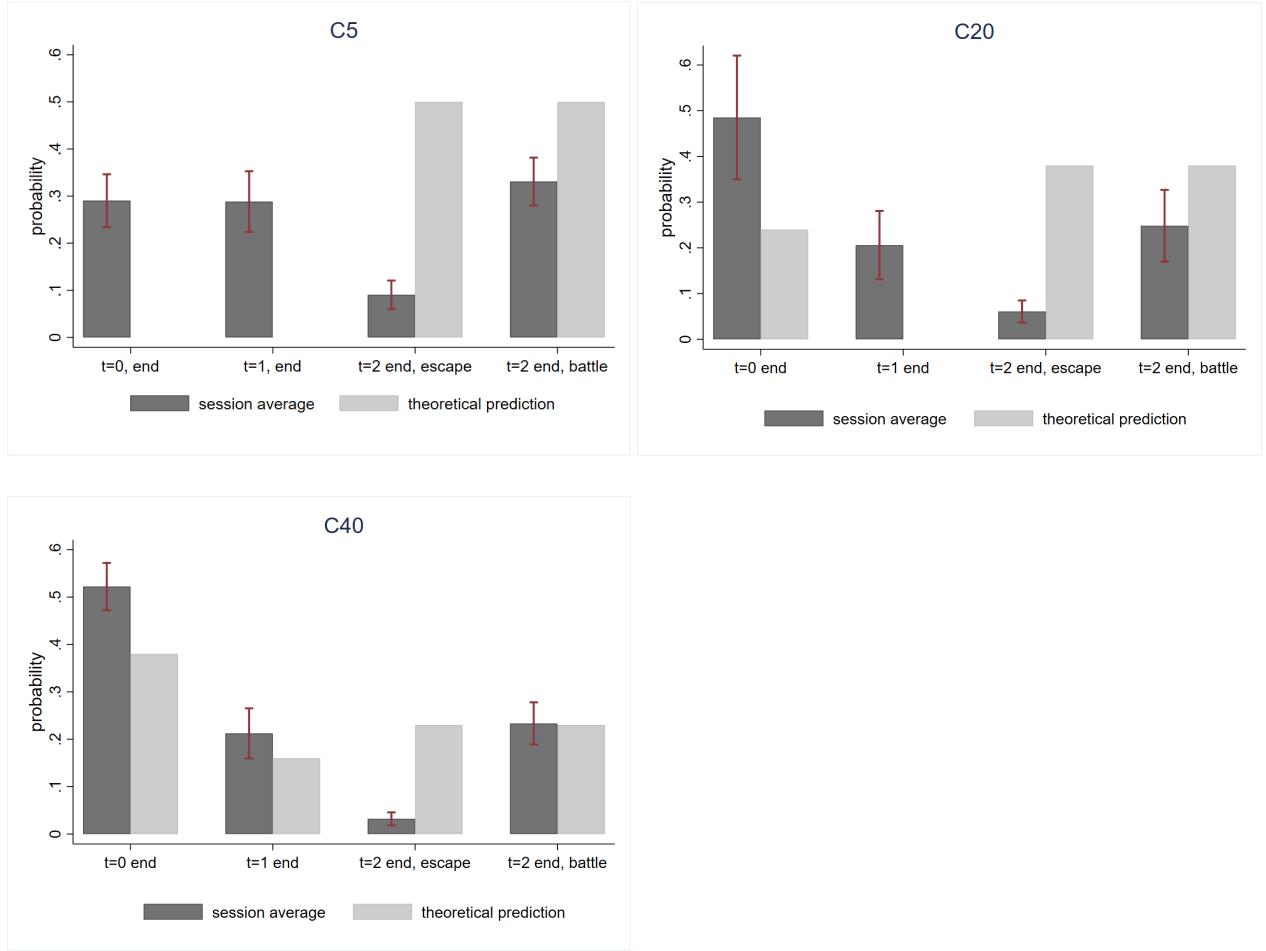 C5
probability
0
.1
.2
.3
.4
.5
.6
t=0, end
t=1, end
t=2 end, escape
t=2 end, battle
session average
theoretical prediction
C20
probability
0
.1
.2
.3
.4
.5
.6
t=0 end
t=1 end
t=2 end, escape
t=2 end, battle
session average
theoretical prediction
C40
probability
0
.1
.2
.3
.4
.5
.6
t=0 end
t=1 end
t=2 end, escape
t=2 end, battle
session average
theoretical prediction